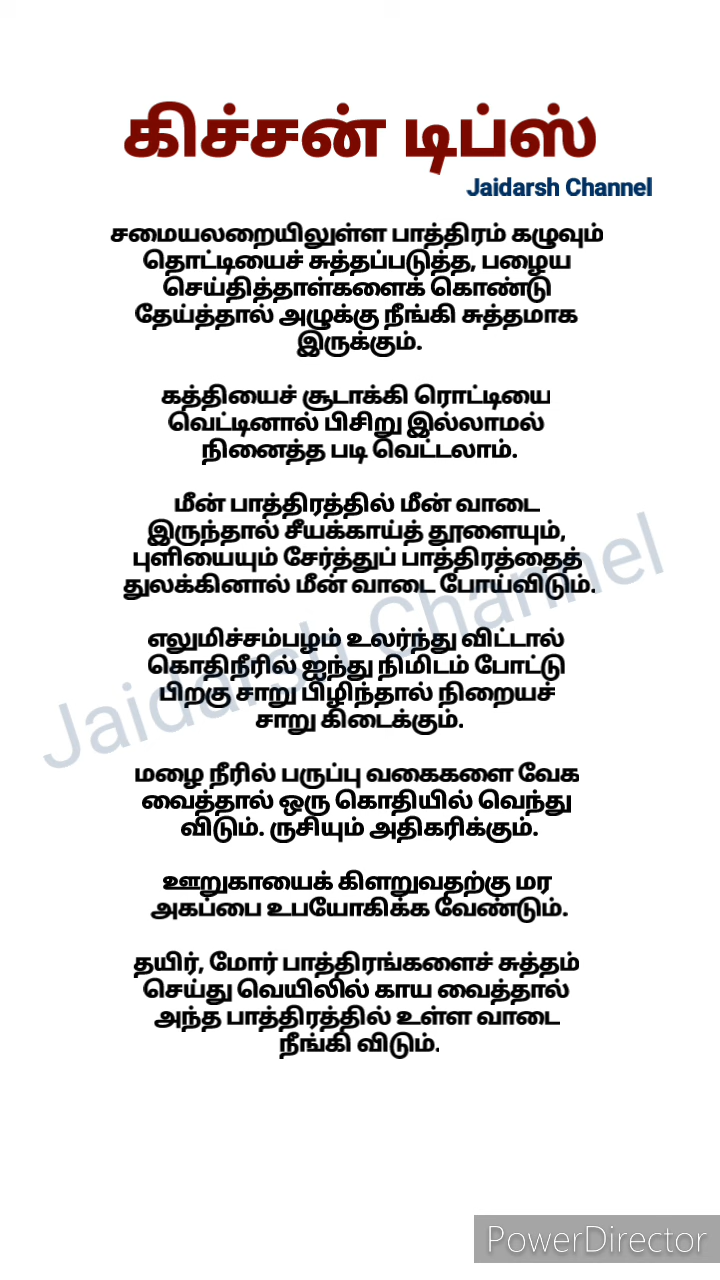 கிச்சன் டிப்ஸ்
Jaidarsh Channel
சமையலறையிலுள்ள பாத்திரம் கழுவும்
தொட்டியைச் சுத்தப்படுத்த, பழைய
செய்தித்தாள்களைக் கொண்டு
தேய்த்தால் அழுக்கு நீங்கி சுத்தமாக
இருக்கும்.
கத்தியைச் சூடாக்கி ரொட்டியை
வெட்டினால் பிசிறு இல்லாமல்
நினைத்த படி வெட்டலாம்.
மீன் பாத்திரத்தில் மீன் வாடை
இருந்தால் சீயக்காய்த் தூளையும்,
புளியையும் சேர்த்துப் பாத்திரத்தைத்
துலக்கினால் மீன் வாடை போய்விடும்.
எலுமிச்சம்பழம் உலர்ந்து விட்டால்
கொதிநீரில் ஐந்து நிமிடம் போட்டு
பிறகு சாறு பிழிந்தால் நிறையச்
சாறு கிடைக்கும்.
மழை நீரில் பருப்பு வகைகளை வேக
வைத்தால் ஒரு கொதியில் வெந்து
விடும். ருசியும் அதிகரிக்கும்.
ஊறுகாயைக் கிளறுவதற்கு மர
அகப்பை உபயோகிக்க வேண்டும்.
தயிர், மோர் பாத்திரங்களைச் சுத்தம்
செய்து வெயிலில் காய வைத்தால்
அந்த பாத்திரத்தில் உள்ள வாடை
நீங்கி விடும்.
Jaidarsh Channel
PowerDirector